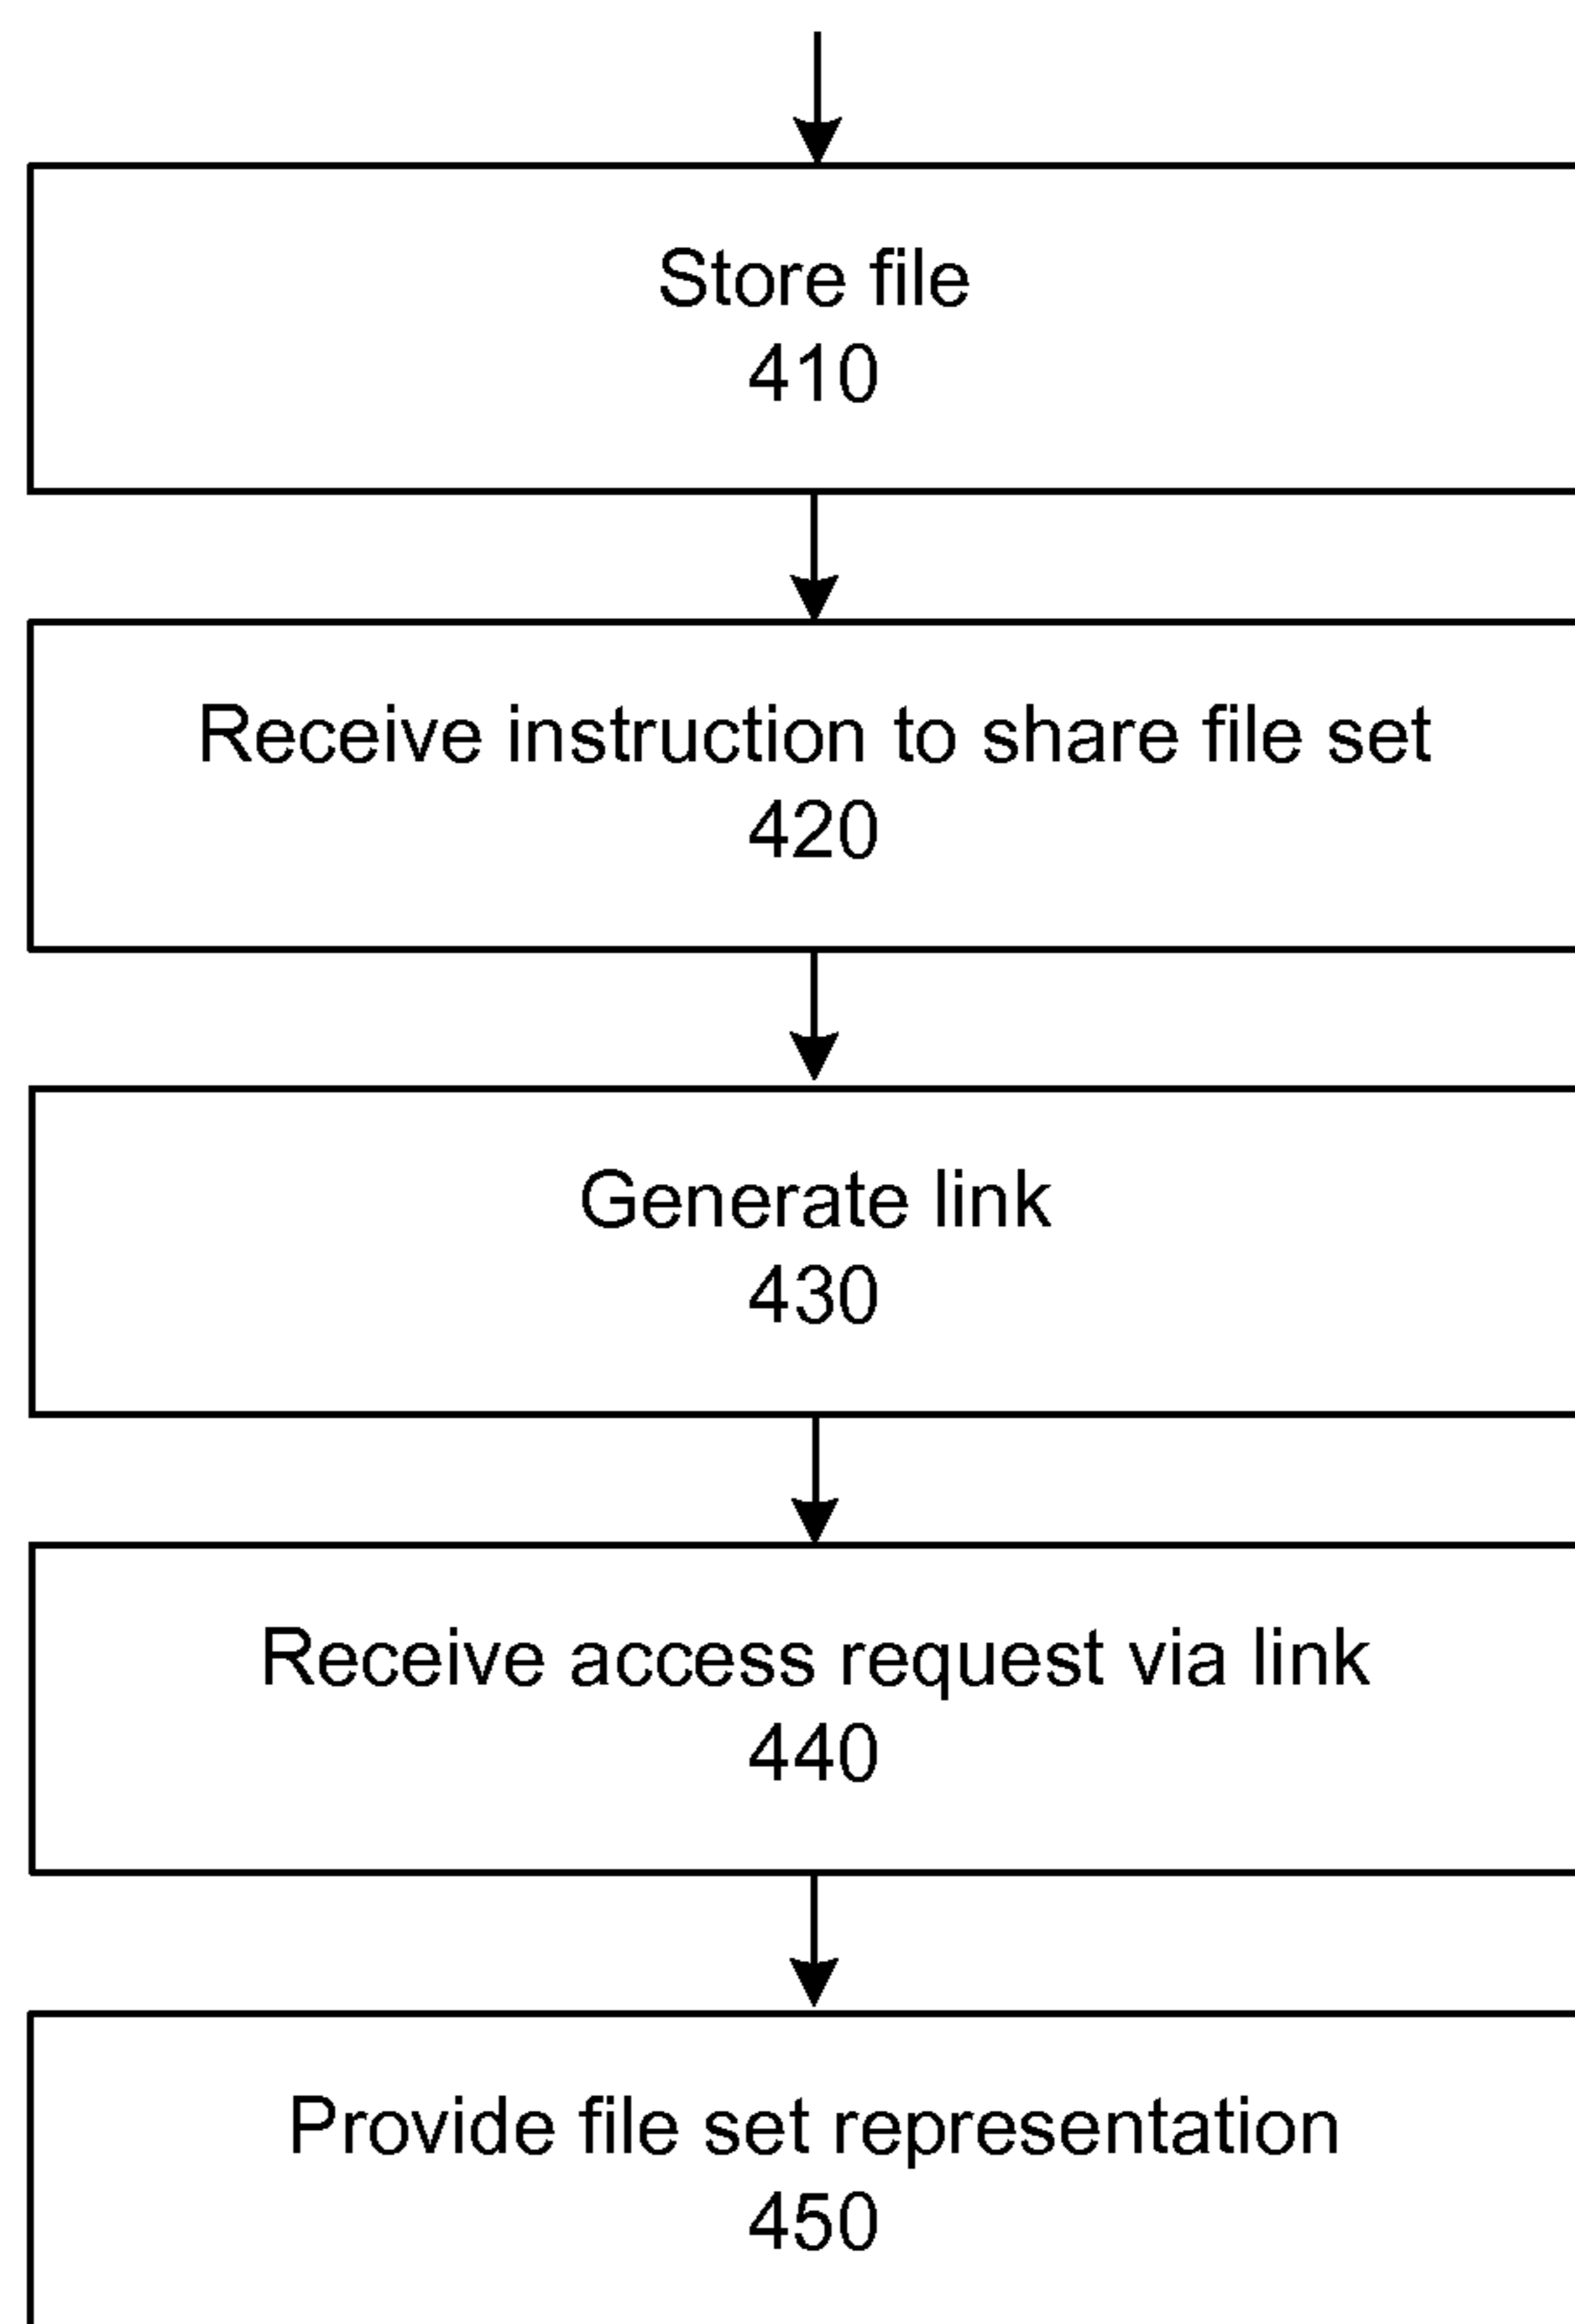 Store file
410
Receive instruction to share file set
420
Generate link
430
Receive access request via link
440
Provide file set representation
450